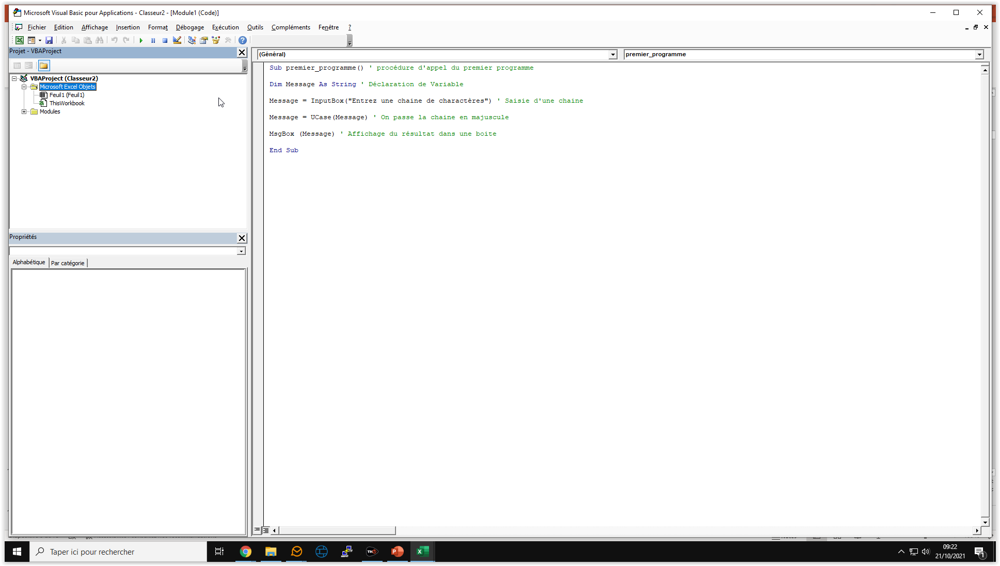 Microsoft Visual Basic pour Applications - Classeur2 - [Module1 (Code)]
Fichier Edition Affichage Insertion Format Débogage Exécution Outils Compléments Fenêtre ?
Projet - VBAProject
(Général) premier_programme
VBAProject (Classeur2)
Microsoft Excel Objets
Feuil1 (Feuil1)
ThisWorkbook
Modules
Propriétés
Alphabétique Par catégorie
Sub premier_programme() ' procédure d'appel du premier programme
Dim Message As String ' Déclaration de Variable
Message = InputBox("Entrez une chaine de charactères") ' Saisie d'une chaine
Message = UCase(Message) ' On passe la chaine en majuscule
MsgBox (Message) ' Affichage du résultat dans une boite
End Sub
Taper ici pour rechercher
09:22
21/10/2021
1